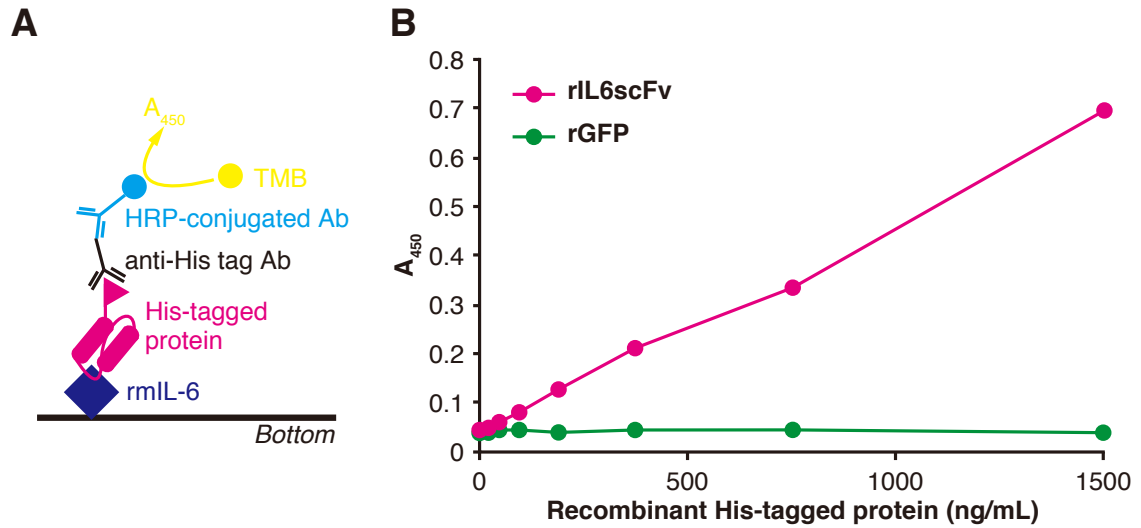 A
A450
TMB
HRP-conjugated Ab
anti-His tag Ab
His-tagged
protein
rmIL-6
Bottom
B
0.8
0.7
0.6
0.5
0.4
0.3
0.2
0.1
0
A450
rIL6scFv
rGFP
0
500
1000
1500
Recombinant His-tagged protein (ng/mL)